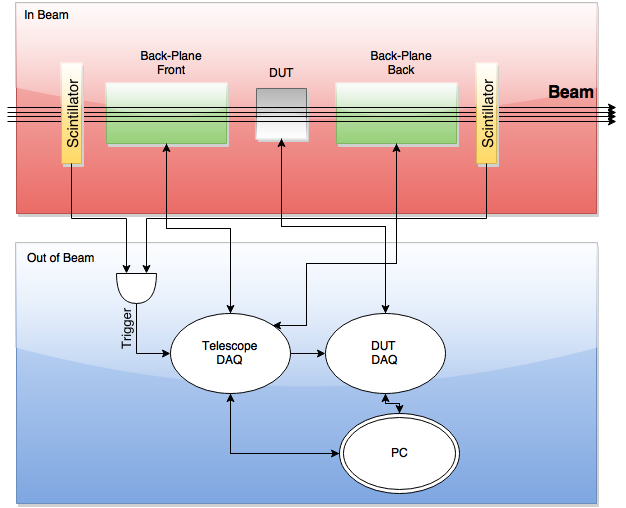 In Beam
Back-Plane
Front
DUT
Back-Plane
Back
Beam
Scintillator
Scintillator
Out of Beam
Trigger
Telescope
DAQ
DUT
DAQ
PC